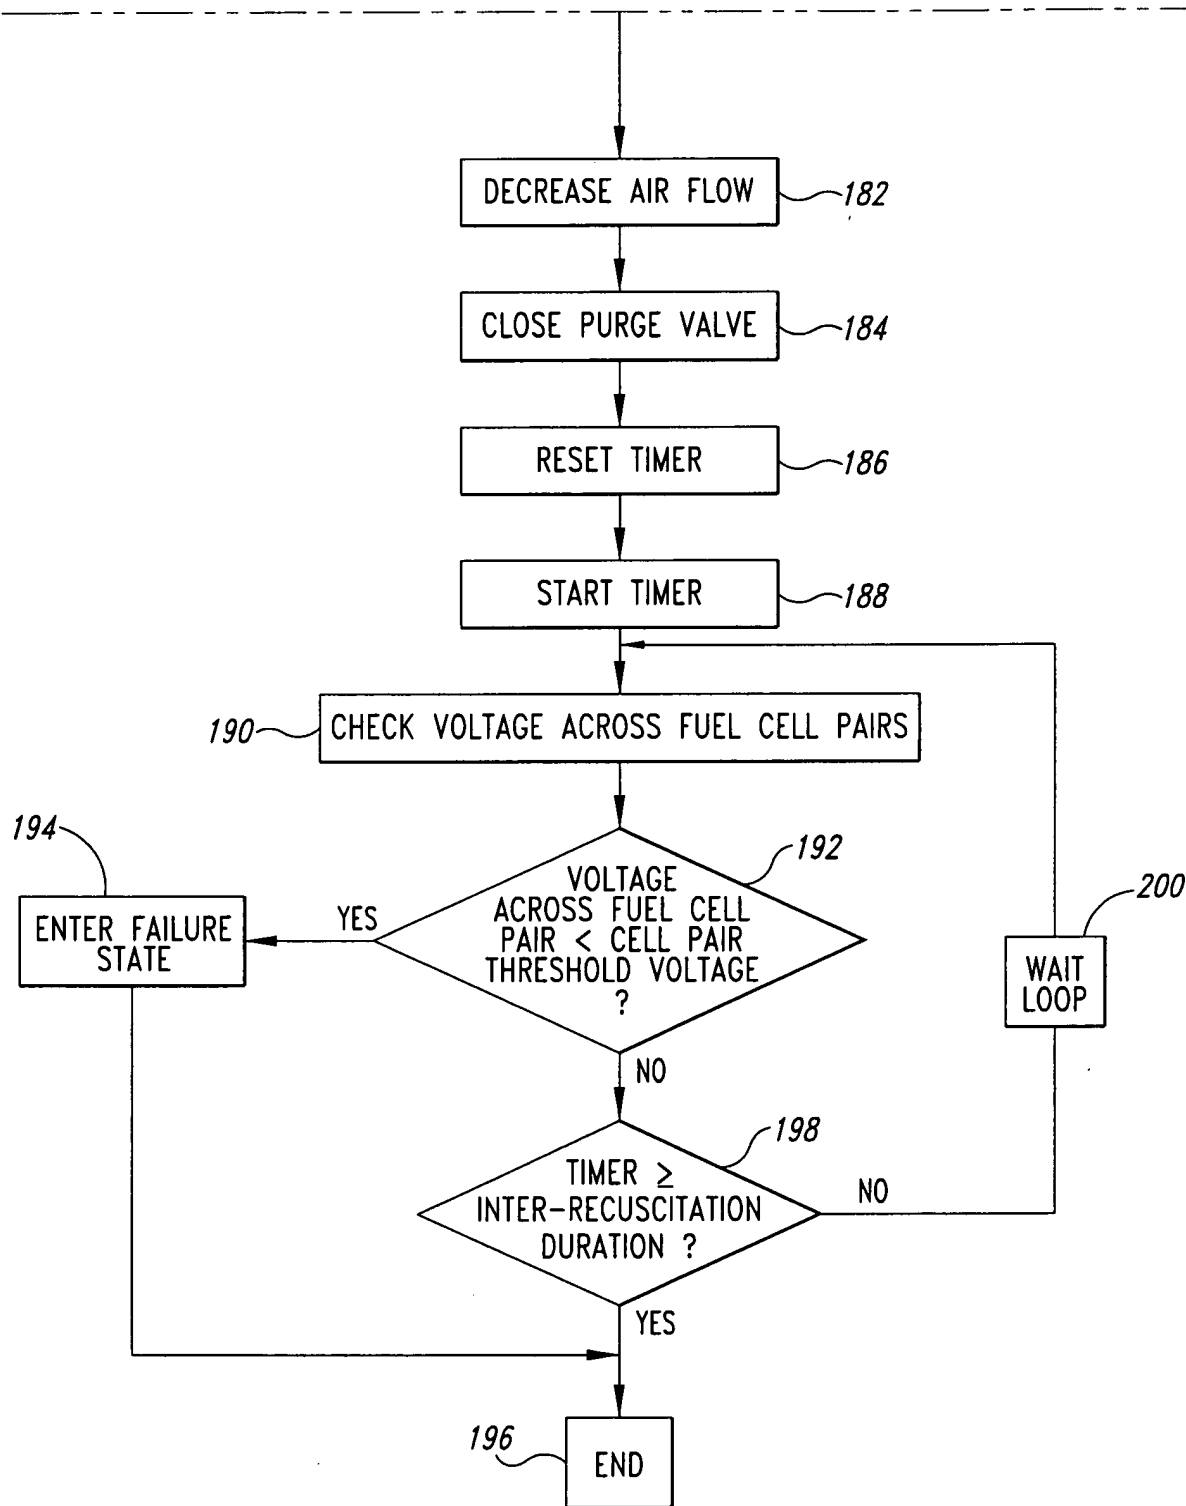 DECREASE AIR FLOW
182
CLOSE PURGE VALVE
184
RESET TIMER
186
START TIMER
188
190
CHECK VOLTAGE ACROSS FUEL CELL PAIRS
194
192
VOLTAGE
ACROSS FUEL CELL
PAIR < CELL PAIR
THRESHOLD VOLTAGE
?
YES
ENTER FAILURE
STATE
200
WAIT
LOOP
NO
198
TIMER ≥
INTER-RECUSCITATION
DURATION ?
NO
YES
196
END